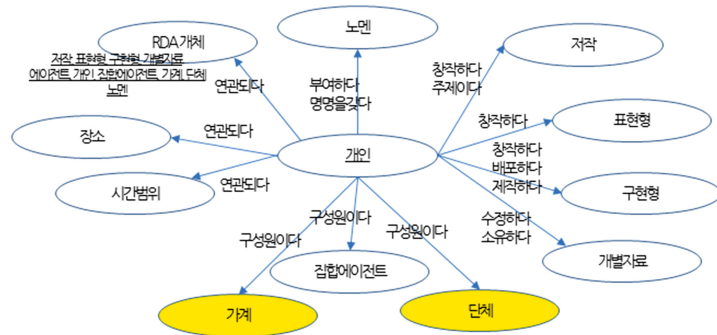 노멘
RDA 개체
저작
저작, 표현형, 구현형, 개별자료
에이전트, 개인, 집합에이전트, 가계, 단체
노멘
연관되다
부여하다
명명을갖다
창작하다
주제이다
장소
연관되다
창작하다
표현형
개인
창작하다
배포하다
제작하다
시간범위
연관되다
구현형
구성원이다
구성원이다
구성원이다
수정하다
소유하다
집합에이전트
개별자료
가계
단체